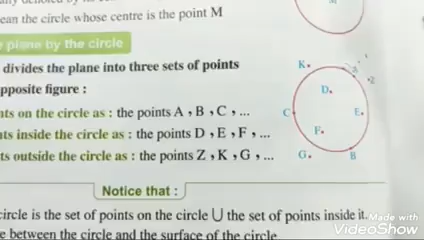 ean the circle whose centre is the point M
plane by the circle
divides the plane into three sets of points
pposite figure :
nts on the circle as : the points A , B , C , ...
nts inside the circle as : the points D , E , F , ...
ts outside the circle as : the points Z , K , G , ...
K
D
E
C
F
G
B
Notice that :
circle is the set of points on the circle U the set of points inside it.
e between the circle and the surface of the circle.
Made with
VideoShow